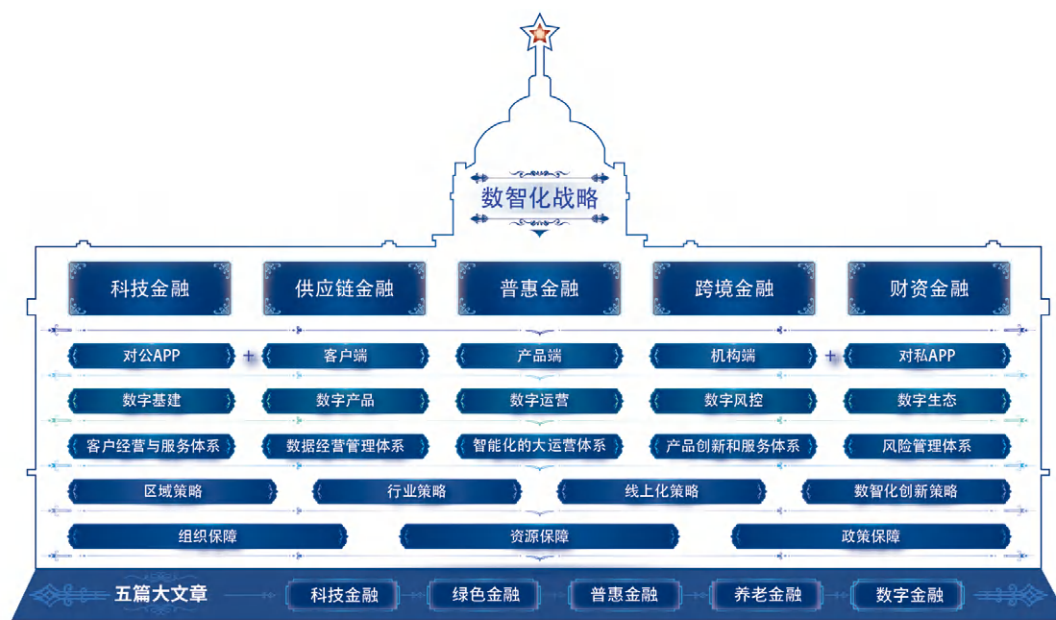 数智化战略
科技金融 供应链金融 普惠金融 跨境金融 财资金融
对公APP + 客户端 产品端 机构端 + 对私APP
数字基建 数字产品 数字运营 数字风控 数字生态
客户经营与服务体系 数据经营管理体系 智能化的大运营体系 产品创新和服务体系 风险管理体系
区域策略 行业策略 线上化策略 数智化创新策略
组织保障 资源保障 政策保障
五篇大文章 科技金融 绿色金融 普惠金融 养老金融 数字金融